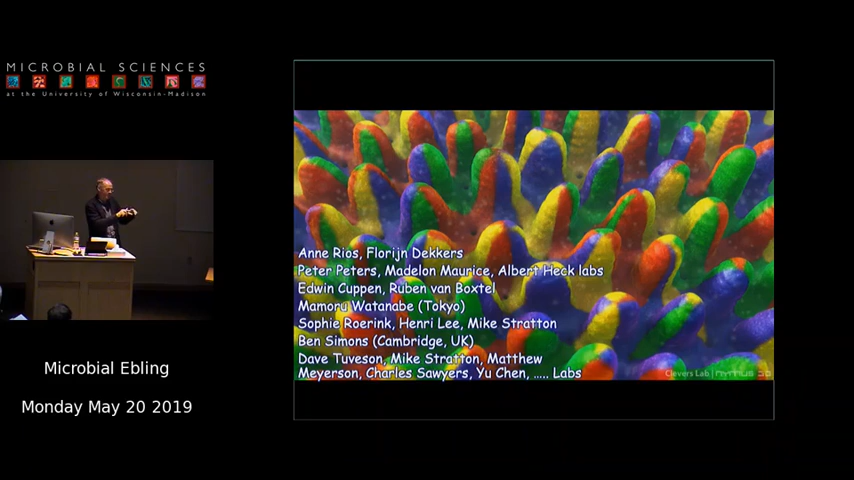 MICROBIAL SCIENCES
at the University of Wisconsin-Madison
Microbial Ebling
Monday May 20 2019
Anne Rios, Florijn Dekkers
Peter Peters, Madelon Maurice, Albert Heck labs
Edwin Cuppen, Ruben van Boxtel
Mamoru Watanabe (Tokyo)
Sophie Roerink, Henri Lee, Mike Stratton
Ben Simons (Cambridge, UK)
Dave Tuveson, Mike Stratton, Matthew
Meyerson, Charles Sawyers, Yu Chen, ..... Labs
Clevers Lab |